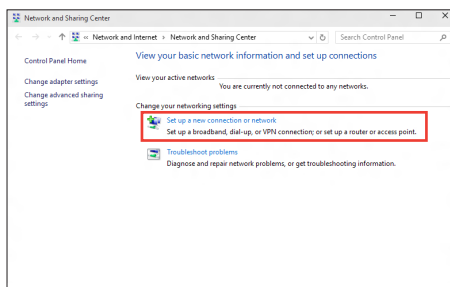 Network and Sharing Center
« Network and Internet › Network and Sharing Center
Search Control Panel
Control Panel Home
Change adapter settings
Change advanced sharing
settings
View your basic network information and set up connections
View your active networks
You are currently not connected to any networks.
Change your networking settings
Set up a new connection or network
Set up a broadband, dial-up, or VPN connection; or set up a router or access point.
Troubleshoot problems
Diagnose and repair network problems, or get troubleshooting information.